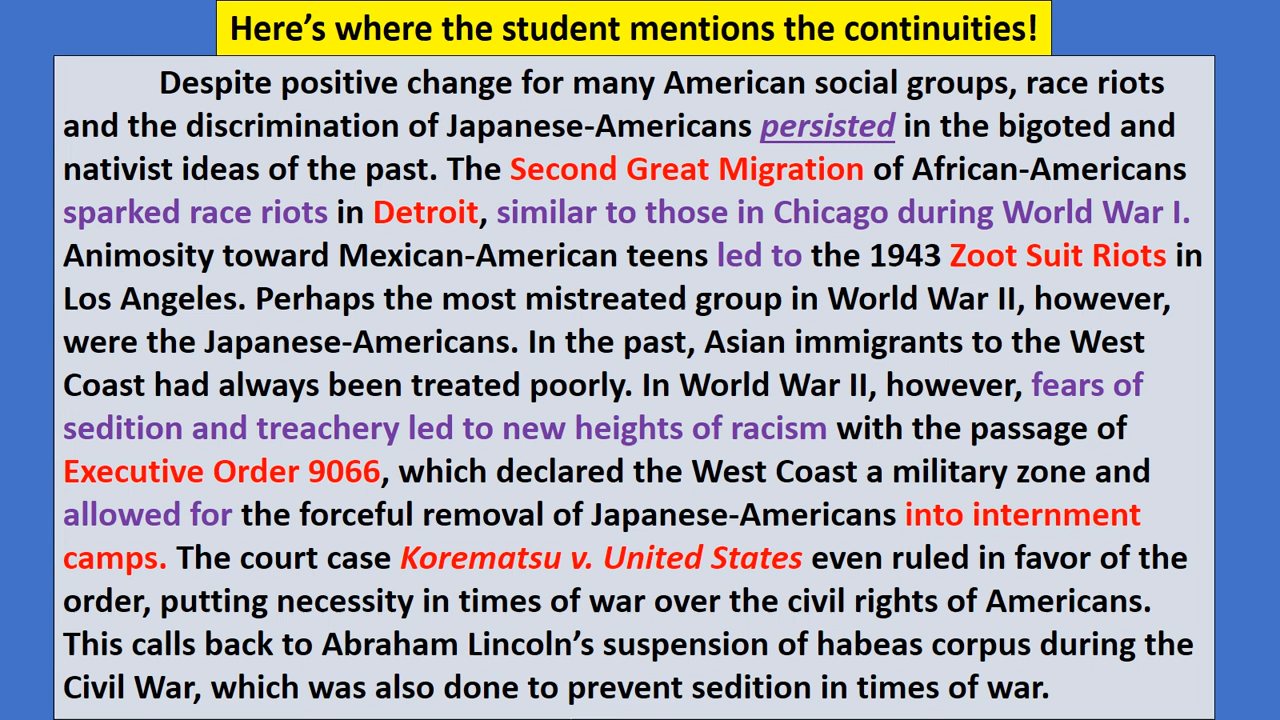 Here’s where the student mentions the continuities!
Despite positive change for many American social groups, race riots
and the discrimination of Japanese-Americans persisted in the bigoted and
nativist ideas of the past. The Second Great Migration of African-Americans
sparked race riots in Detroit, similar to those in Chicago during World War I.
Animosity toward Mexican-American teens led to the 1943 Zoot Suit Riots in
Los Angeles. Perhaps the most mistreated group in World War II, however,
were the Japanese-Americans. In the past, Asian immigrants to the West
Coast had always been treated poorly. In World War II, however, fears of
sedition and treachery led to new heights of racism with the passage of
Executive Order 9066, which declared the West Coast a military zone and
allowed for the forceful removal of Japanese-Americans into internment
camps. The court case Korematsu v. United States even ruled in favor of the
order, putting necessity in times of war over the civil rights of Americans.
This calls back to Abraham Lincoln’s suspension of habeas corpus during the
Civil War, which was also done to prevent sedition in times of war.